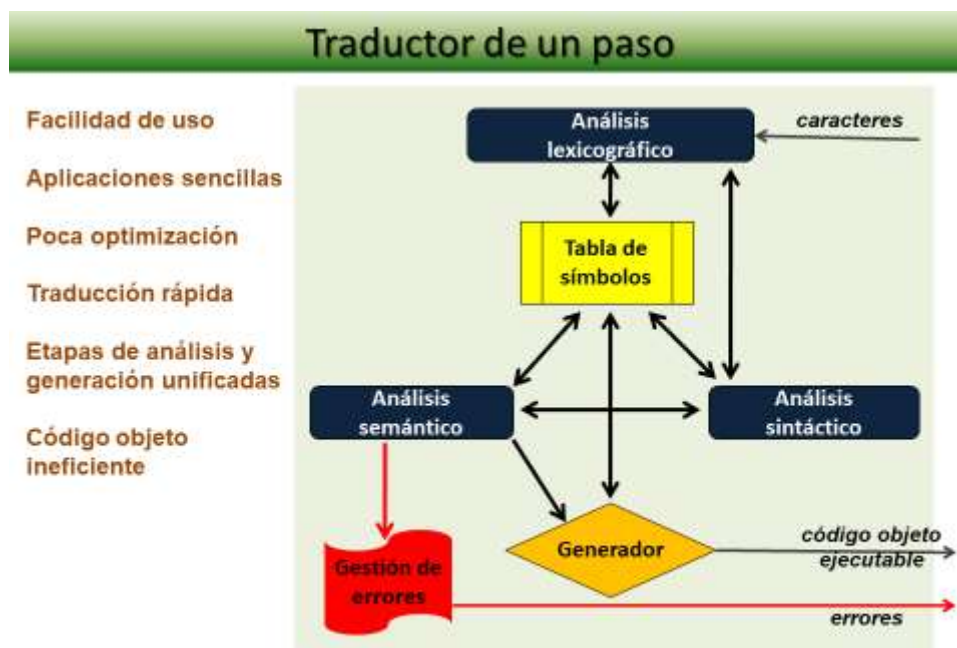 Traductor de un paso
Facilidad de uso
Aplicaciones sencillas
Poca optimización
Traducción rápida
Etapas de análisis y
generación unificadas
Código objeto
ineficiente
Análisis
lexicográfico
caracteres
Tabla de
símbolos
Análisis
semántico
Análisis
sintáctico
Generador
código objeto
ejecutable
Gestión de
errores
errores